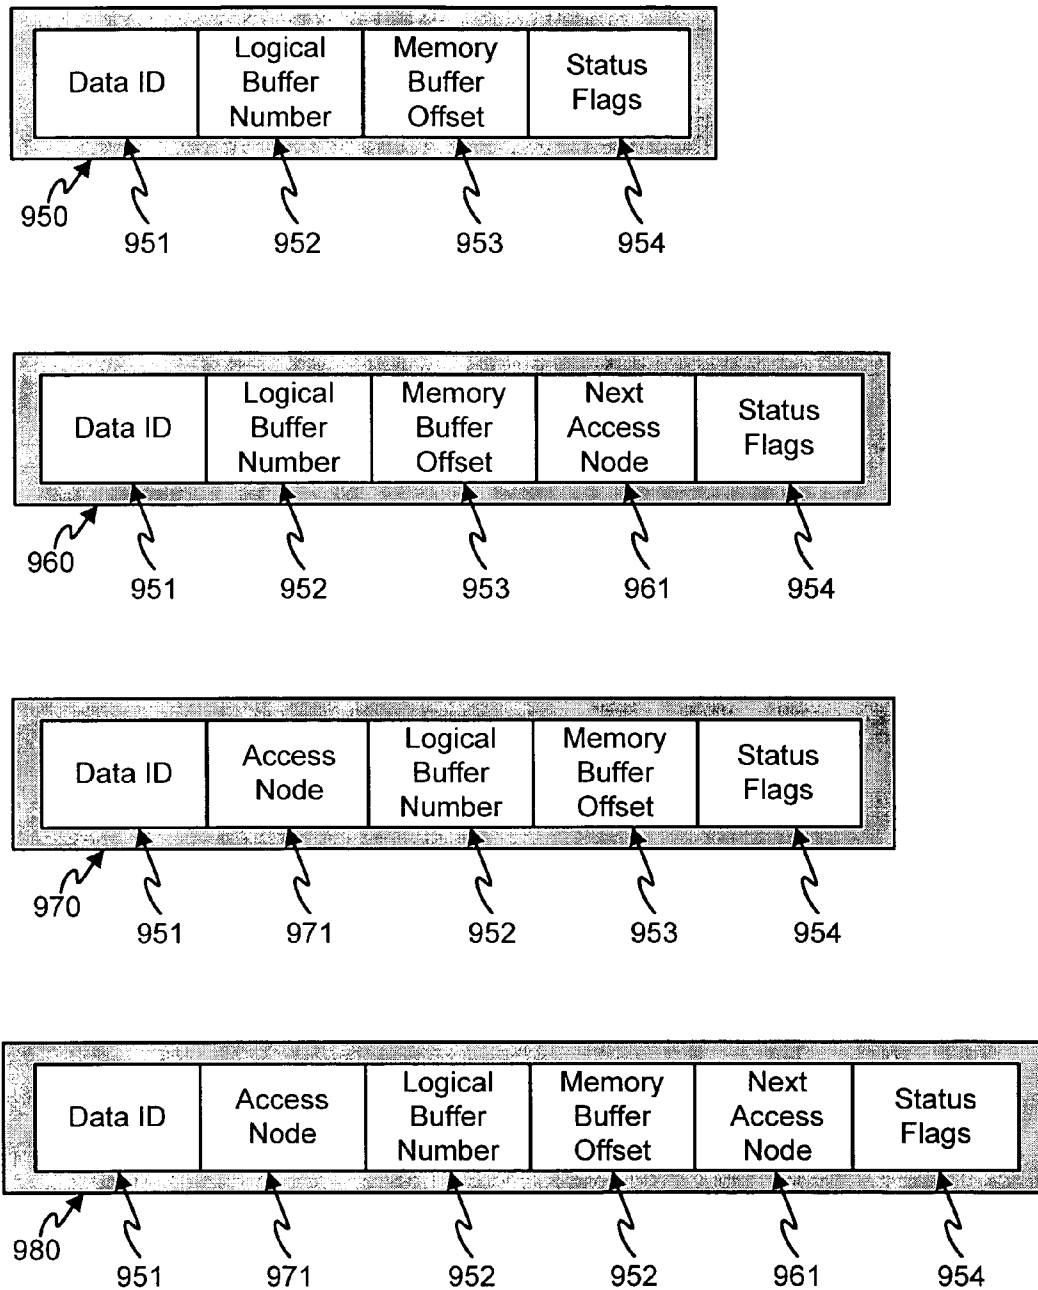 Data ID
Logical
Buffer
Number
Memory
Buffer
Offset
Status
Flags
950
951
952
953
954
Data ID
Logical
Buffer
Number
Memory
Buffer
Offset
Next
Access
Node
Status
Flags
960
951
952
953
961
954
Data ID
Access
Node
Logical
Buffer
Number
Memory
Buffer
Offset
Status
Flags
970
951
971
952
953
954
Data ID
Access
Node
Logical
Buffer
Number
Memory
Buffer
Offset
Next
Access
Node
Status
Flags
980
951
971
952
952
961
954